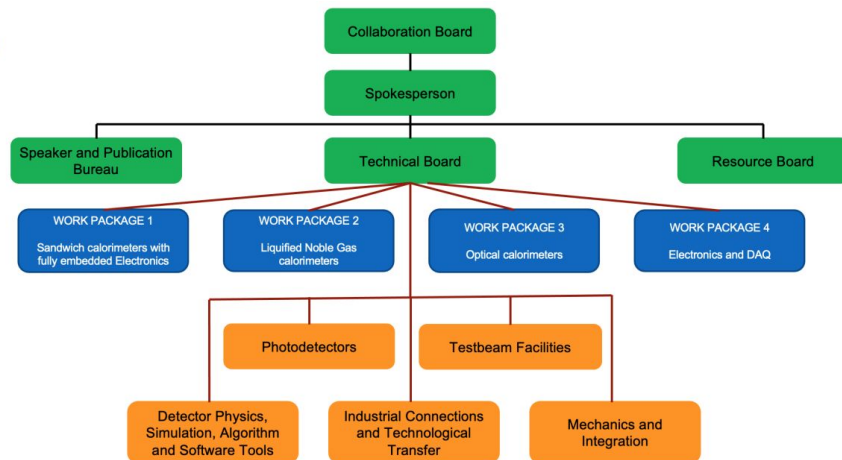 Collaboration Board
Spokesperson
Speaker and Publication
Bureau
Technical Board
Resource Board
WORK PACKAGE 1
Sandwich calorimeters with
fully embedded Electronics
WORK PACKAGE 2
Liquified Noble Gas
calorimeters
WORK PACKAGE 3
Optical calorimeters
WORK PACKAGE 4
Electronics and DAQ
Photodetectors
Testbeam Facilities
Detector Physics,
Simulation, Algorithm
and Software Tools
Industrial Connections
and Technological
Transfer
Mechanics and
Integration